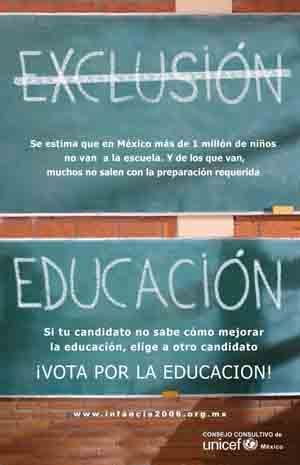 EXCLUSIÓN
Se estima que en México más de 1 millón de niños
no van a la escuela. Y de los que van,
muchos no salen con la preparación requerida
EDUCACIÓN
Si tu candidato no sabe cómo mejorar
la educación, elige a otro candidato
¡VOTA POR LA EDUCACION!
www.infancia2006.org.mx
CONSEJO CONSULTIVO de
unicef México